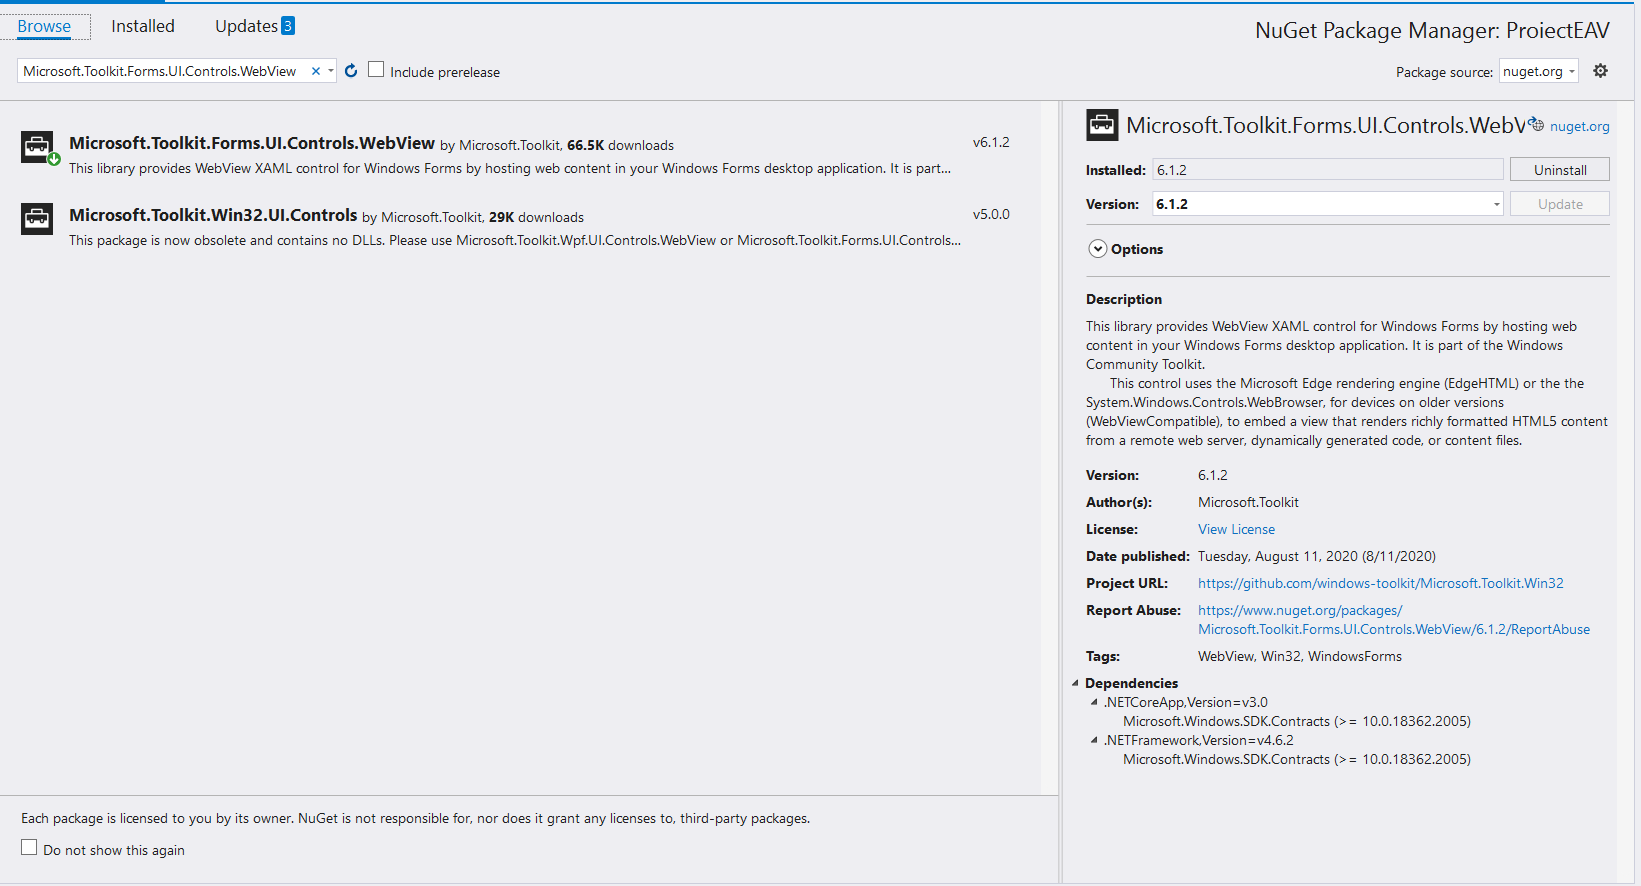 Browse Installed Updates 3
NuGet Package Manager: ProiectEAV
Microsoft.Toolkit.Forms.UI.Controls.WebView
Include prerelease
Package source: nuget.org
Microsoft.Toolkit.Forms.UI.Controls.WebView by Microsoft.Toolkit, 66.5K downloads v6.1.2
This library provides WebView XAML control for Windows Forms by hosting web content in your Windows Forms desktop application. It is part...
Microsoft.Toolkit.Win32.UI.Controls by Microsoft.Toolkit, 29K downloads v5.0.0
This package is now obsolete and contains no DLLs. Please use Microsoft.Toolkit.Wpf.UI.Controls.WebView or Microsoft.Toolkit.Forms.UI.Controls...
Each package is licensed to you by its owner. NuGet is not responsible for, nor does it grant any licenses to, third-party packages.
Do not show this again
Microsoft.Toolkit.Forms.UI.Controls.WebV nuget.org
Installed: 6.1.2 Uninstall
Version: 6.1.2 Update
Options
Description
This library provides WebView XAML control for Windows Forms by hosting web
content in your Windows Forms desktop application. It is part of the Windows
Community Toolkit.
This control uses the Microsoft Edge rendering engine (EdgeHTML) or the the
System.Windows.Controls.WebBrowser, for devices on older versions
(WebViewCompatible), to embed a view that renders richly formatted HTML5 content
from a remote web server, dynamically generated code, or content files.
Version: 6.1.2
Author(s): Microsoft.Toolkit
License: View License
Date published: Tuesday, August 11, 2020 (8/11/2020)
Project URL: https://github.com/windows-toolkit/Microsoft.Toolkit.Win32
Report Abuse: https://www.nuget.org/packages/
Microsoft.Toolkit.Forms.UI.Controls.WebView/6.1.2/ReportAbuse
Tags: WebView, Win32, WindowsForms
Dependencies
.NETCoreApp,Version=v3.0
Microsoft.Windows.SDK.Contracts (>= 10.0.18362.2005)
.NETFramework,Version=v4.6.2
Microsoft.Windows.SDK.Contracts (>= 10.0.18362.2005)